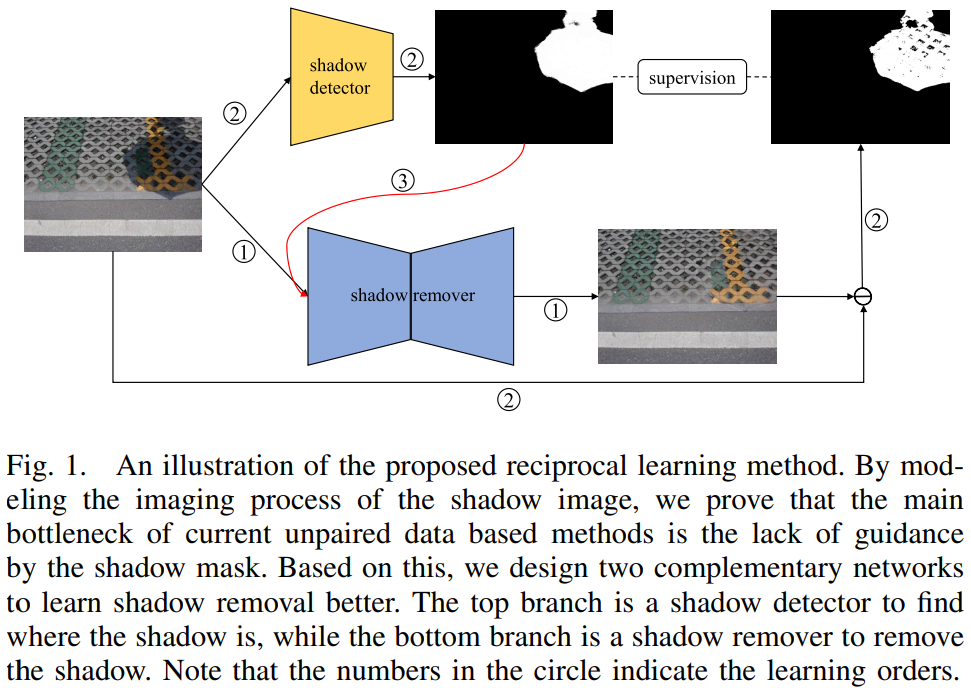 shadow
detector
②
supervision
②
③
①
shadow remover
①
②
②
Fig. 1. An illustration of the proposed reciprocal learning method. By mod-
eling the imaging process of the shadow image, we prove that the main
bottleneck of current unpaired data based methods is the lack of guidance
by the shadow mask. Based on this, we design two complementary networks
to learn shadow removal better. The top branch is a shadow detector to find
where the shadow is, while the bottom branch is a shadow remover to remove
the shadow. Note that the numbers in the circle indicate the learning orders.